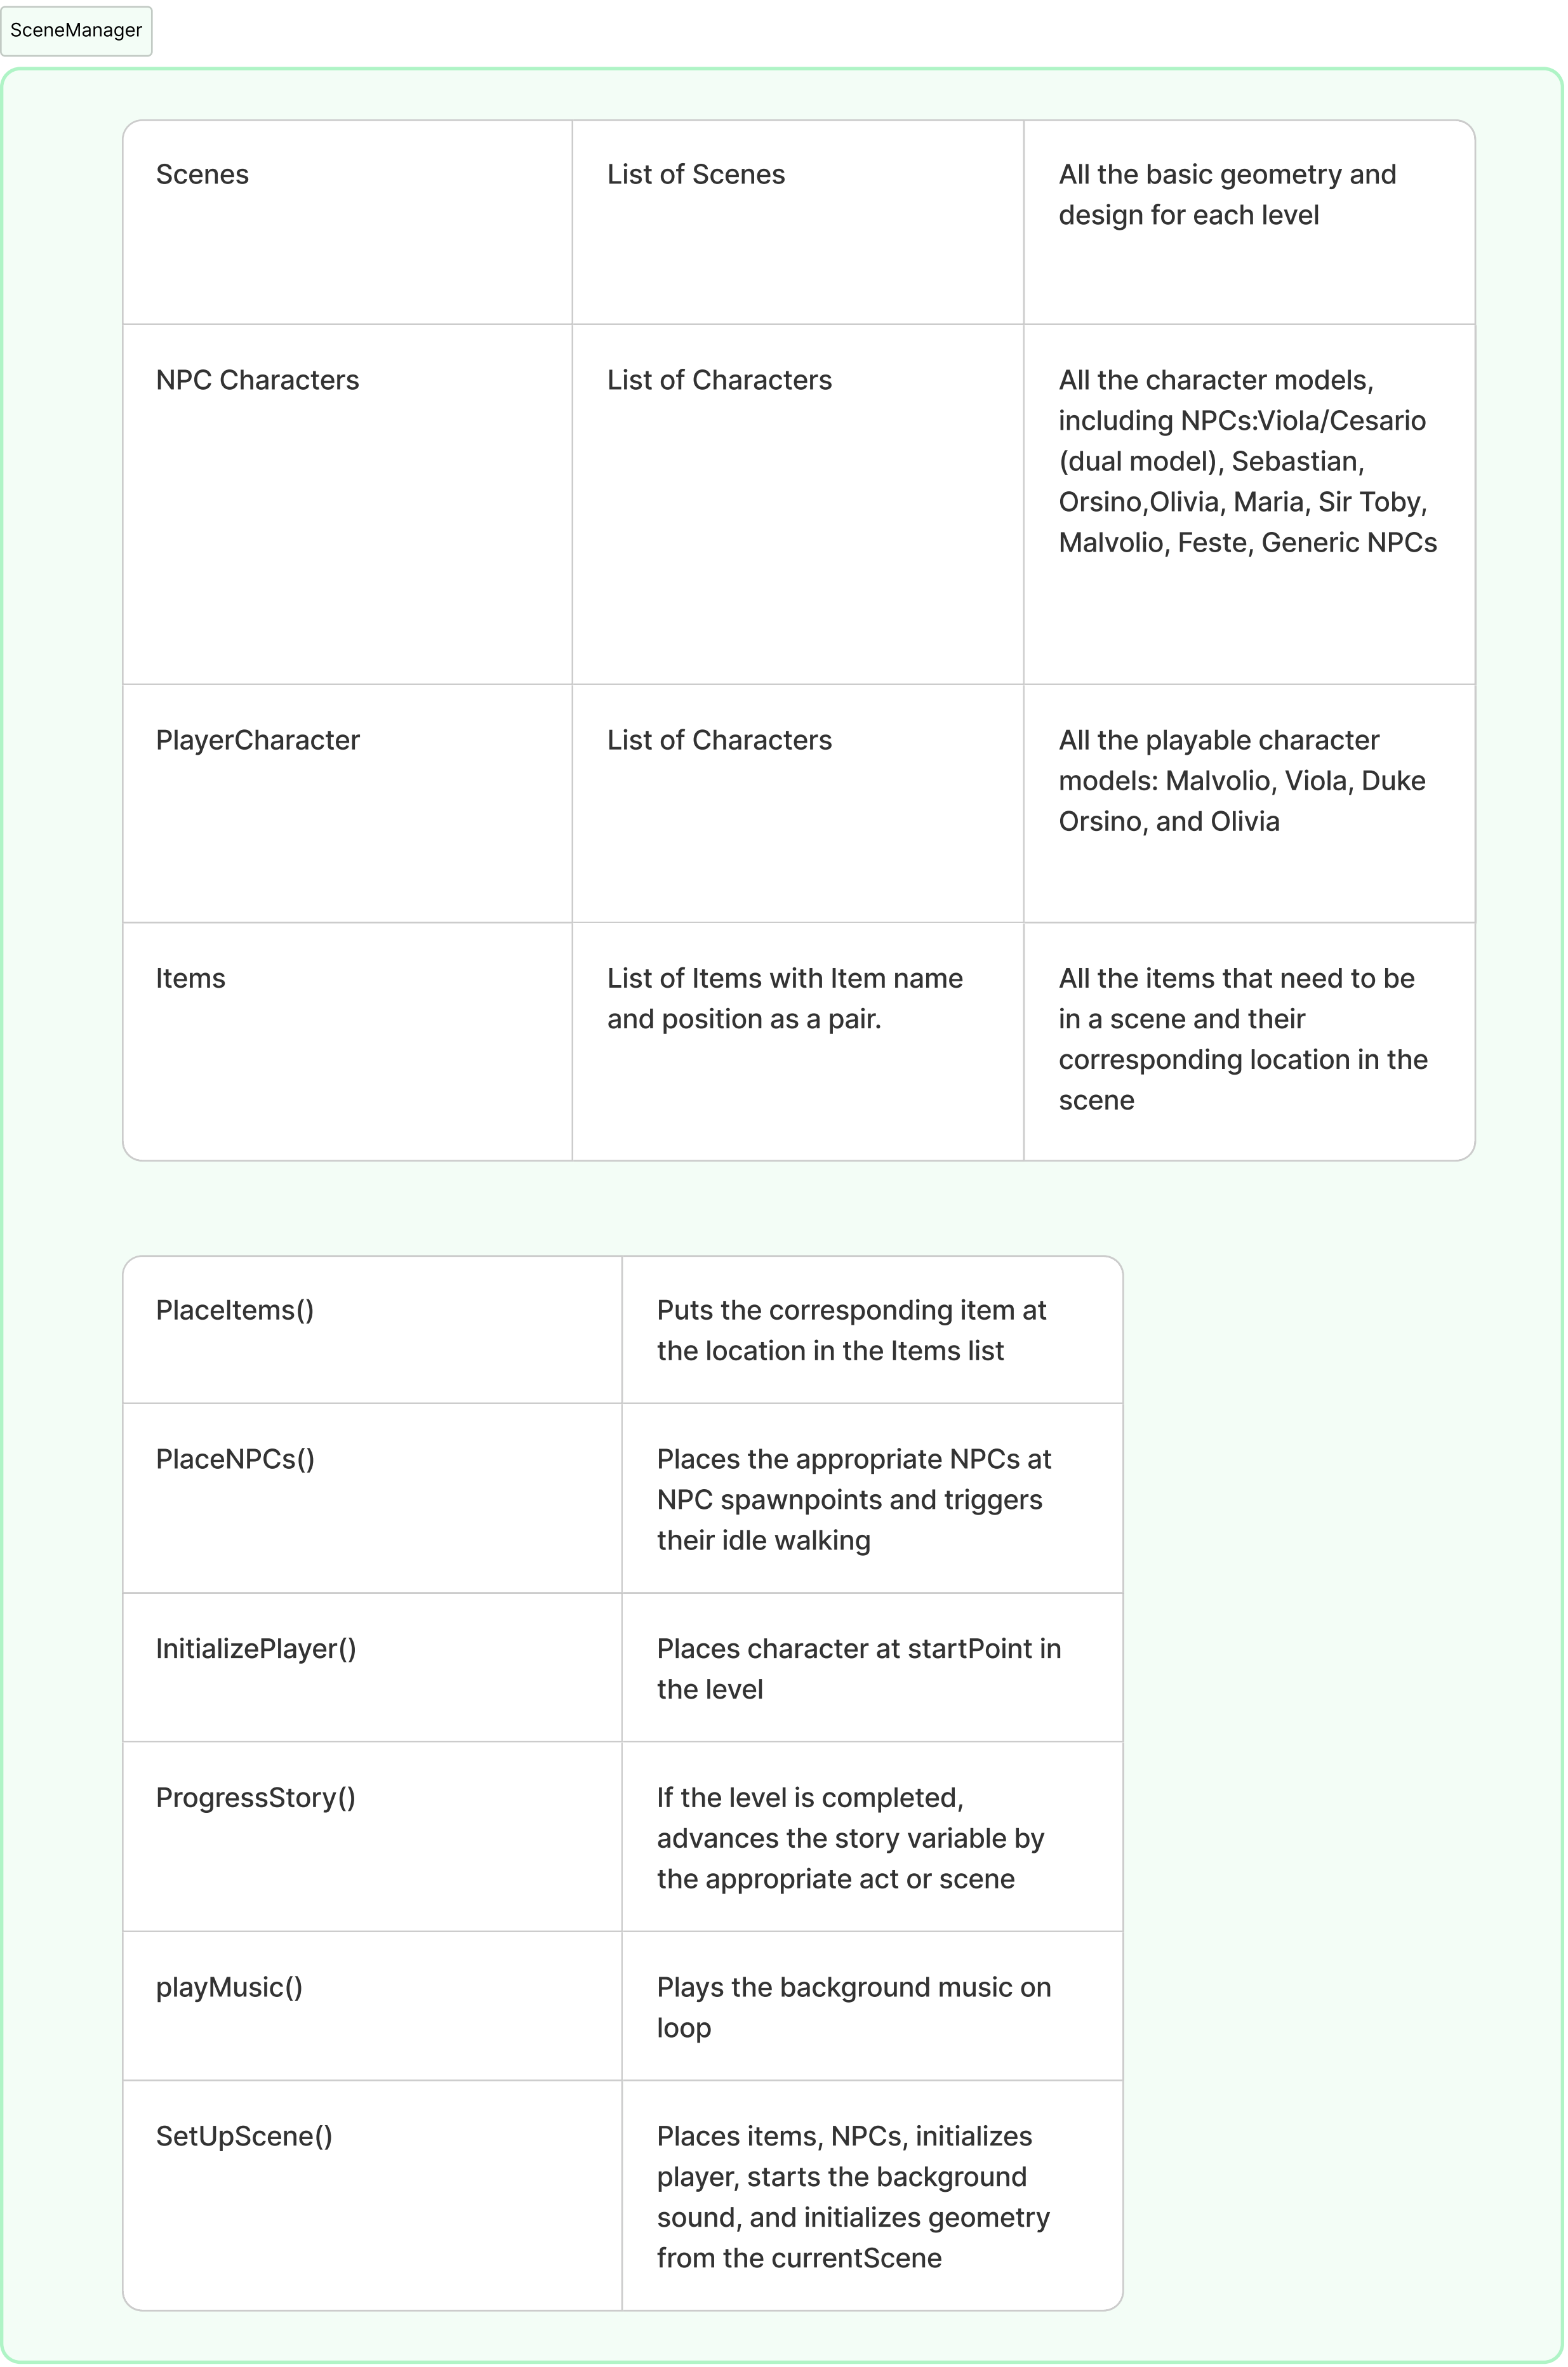 SceneManager
Scenes
List of Scenes
All the basic geometry and
design for each level
NPC Characters
List of Characters
All the character models,
including NPCs:Viola/Cesario
(dual model), Sebastian,
Orsino,Olivia, Maria, Sir Toby,
Malvolio, Feste, Generic NPCs
PlayerCharacter
List of Characters
All the playable character
models: Malvolio, Viola, Duke
Orsino, and Olivia
Items
List of Items with Item name
and position as a pair.
All the items that need to be
in a scene and their
corresponding location in the
scene
PlaceItems()
Puts the corresponding item at
the location in the Items list
PlaceNPCs()
Places the appropriate NPCs at
NPC spawnpoints and triggers
their idle walking
InitializePlayer()
Places character at startPoint in
the level
ProgressStory()
If the level is completed,
advances the story variable by
the appropriate act or scene
playMusic()
Plays the background music on
loop
SetUpScene()
Places items, NPCs, initializes
player, starts the background
sound, and initializes geometry
from the currentScene